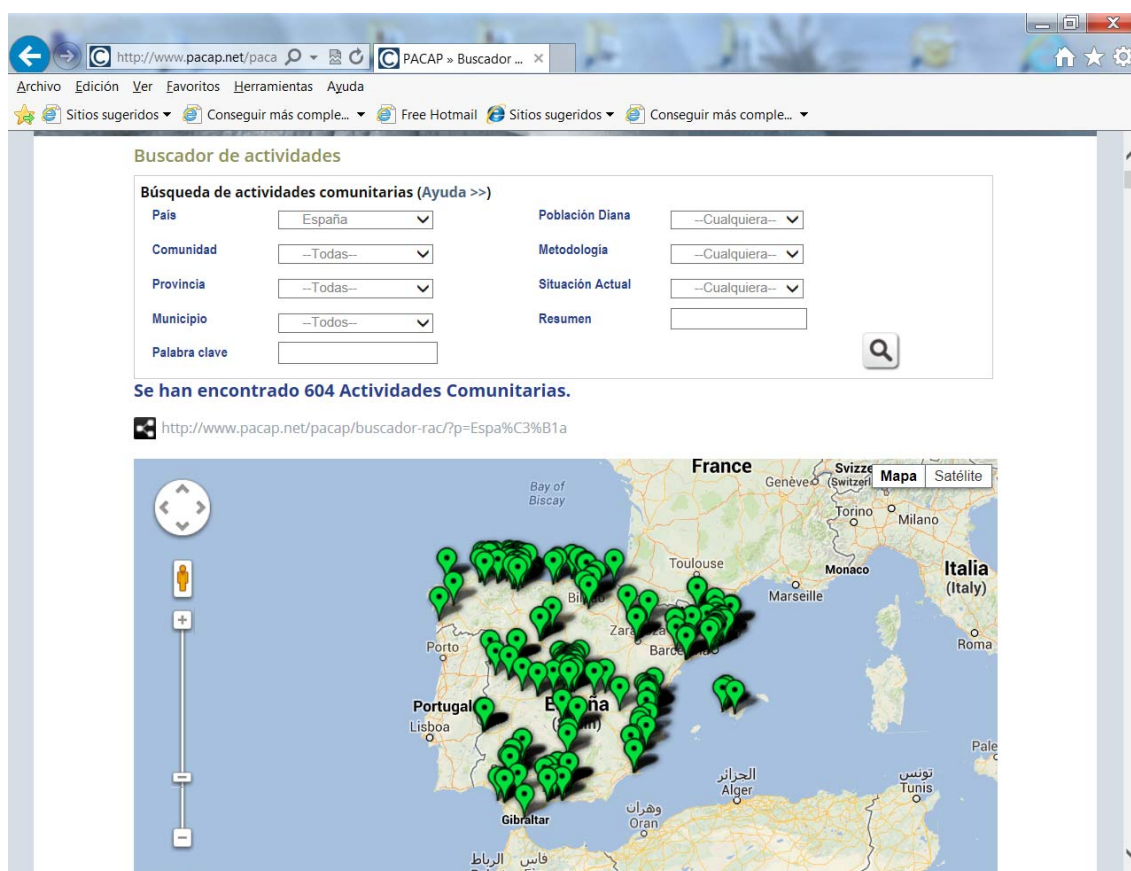 http://www.pacap.net/paca
PACAP » Buscador ...
Archivo Edición Ver Favoritos Herramientas Ayuda
Sitios sugeridos Conseguir más comple... Free Hotmail Sitios sugeridos Conseguir más comple...
Buscador de actividades
Búsqueda de actividades comunitarias (Ayuda >>)
País España Población Diana --Cualquiera--
Comunidad --Todas-- Metodología --Cualquiera--
Provincia --Todas-- Situación Actual --Cualquiera--
Municipio --Todos-- Resumen
Palabra clave
Se han encontrado 604 Actividades Comunitarias.
http://www.pacap.net/pacap/buscador-rac/?p=Espa%C3%B1a
Mapa Satélite
France
Svizze
(Switzerl
Genève
Bay of
Biscay
Torino
Milano
Toulouse
Monaco
Italia
(Italy)
Marseille
Roma
Porto
Portugal
Lisboa
Pale
الجزائر
Alger
تونس
Tunis
وهران
Oran
Gibraltar
فاس
الرباط